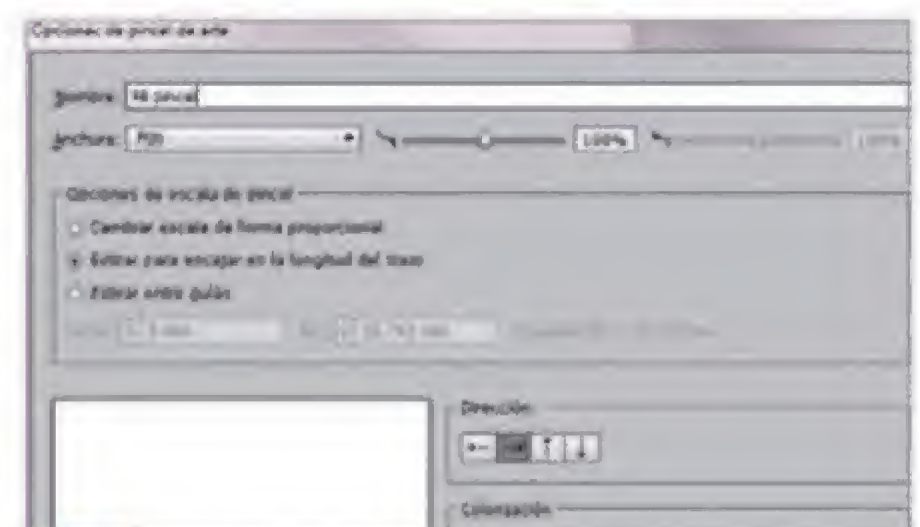 Opciones de pincel de arte
Nombre: Mi pincel
Anchura: Fijo 100%
Opciones de escala de pincel
Cambiar escala de forma proporcional
Estirar para encajar en la longitud del trazo
Estirar entre guías
Dirección
Coloración